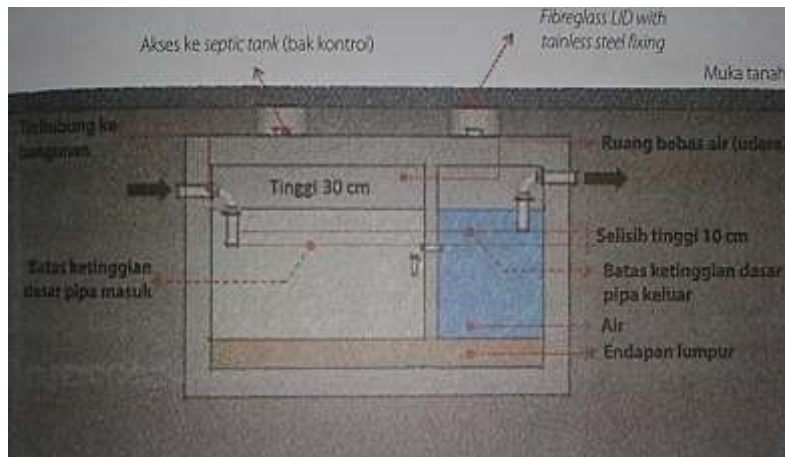 Akses ke septic tank (bak kontrol)
Fibreglass LID with
tainless steel fixing
Muka tanah
Terhubung ke
bangunan
Ruang bebas air (udara
Tinggi 30 cm
Selisih tinggi 10 cm
Batas ketinggian
dasar pipa masuk
Batas ketinggian dasar
pipa keluar
Air
Endapan lumpur